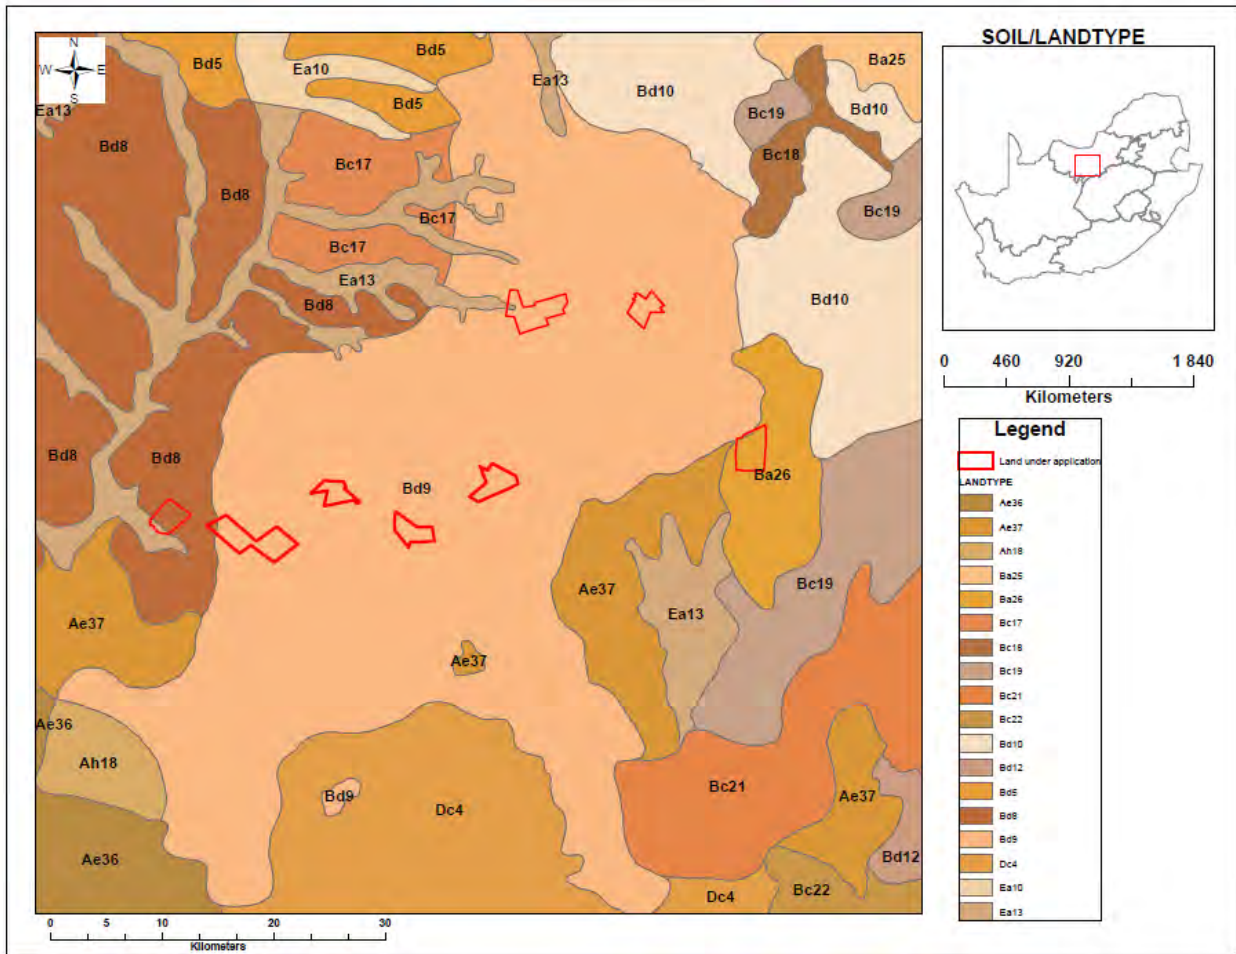 SOIL/LANDTYPE
N
W E
S
Bd5
Ea10
Bd5
Bd5
Ea13
Bd10
Ba25
Bd10
Bc19
Bc18
Bc19
Ea13
Bd8
Bd8
Bc17
Bc17
Bc17
Ea13
Bd8
Bd10
Bd8
Bd8
Bd9
Ba26
Ae37
Ea13
Bc19
Ae37
Ae37
Ae36
Ah18
Bd9
Dc4
Bc21
Ae37
Ae36
Bd12
Dc4
Bc22
0 5 10 20 30
Kilometers
0 460 920 1 840
Kilometers
Legend
Land under application
LANDTYPE
Ae36
Ae37
Ah18
Ba25
Ba26
Bc17
Bc18
Bc19
Bc21
Bc22
Bd10
Bd12
Bd5
Bd8
Bd9
Dc4
Ea10
Ea13